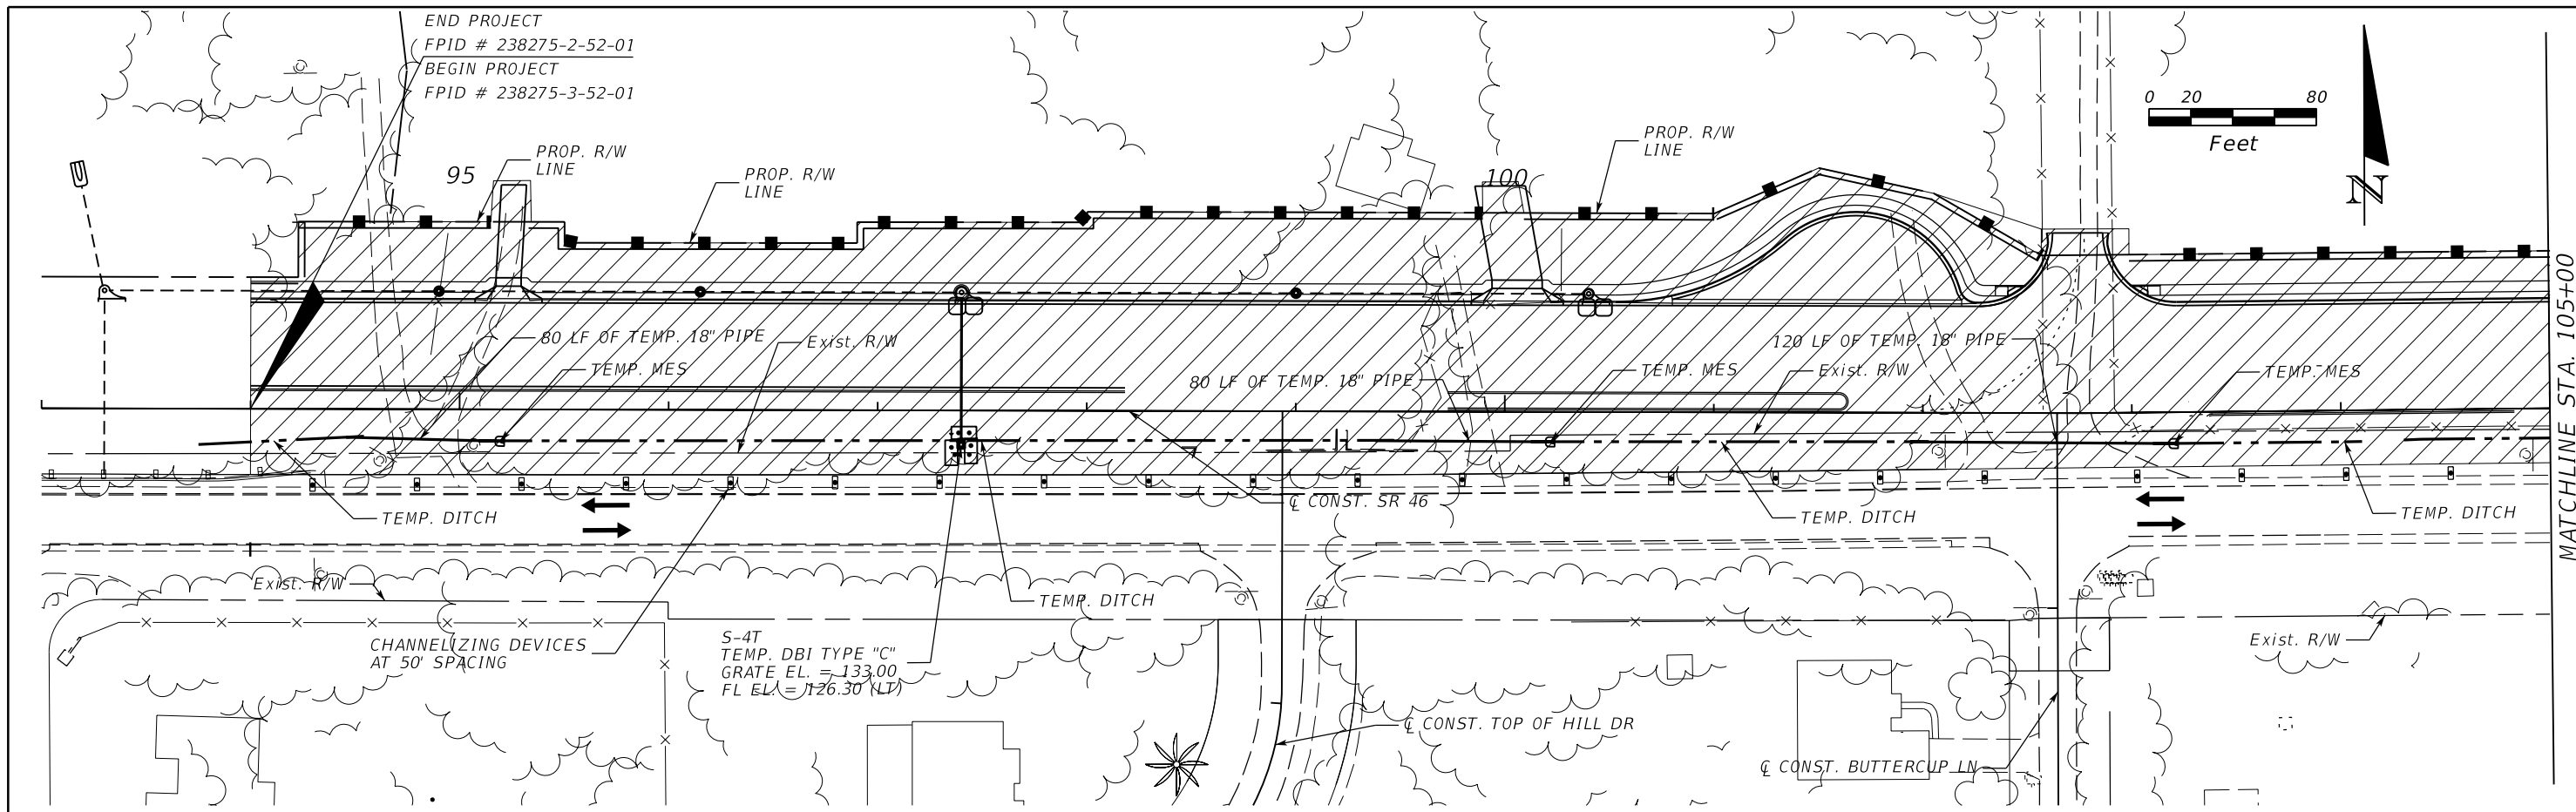 END PROJECT
FPID # 238275-2-52-01
BEGIN PROJECT
FPID # 238275-3-52-01
0 20 80
Feet
N
95
PROP. R/W
LINE
PROP. R/W
LINE
100
PROP. R/W
LINE
80 LF OF TEMP. 18" PIPE
Exist. R/W
TEMP. MES
80 LF OF TEMP. 18" PIPE
TEMP. MES
Exist. R/W
120 LF OF TEMP. 18" PIPE
TEMP. MES
MATCHLINE STA. 105+00
TEMP. DITCH
℄ CONST. SR 46
TEMP. DITCH
TEMP. DITCH
Exist. R/W
TEMP. DITCH
CHANNELIZING DEVICES
AT 50' SPACING
S-4T
TEMP. DBI TYPE "C"
GRATE EL. = 133.00
FL EL. = 126.30 (LT)
Exist. R/W
℄ CONST. TOP OF HILL DR
℄ CONST. BUTTERCUP LN